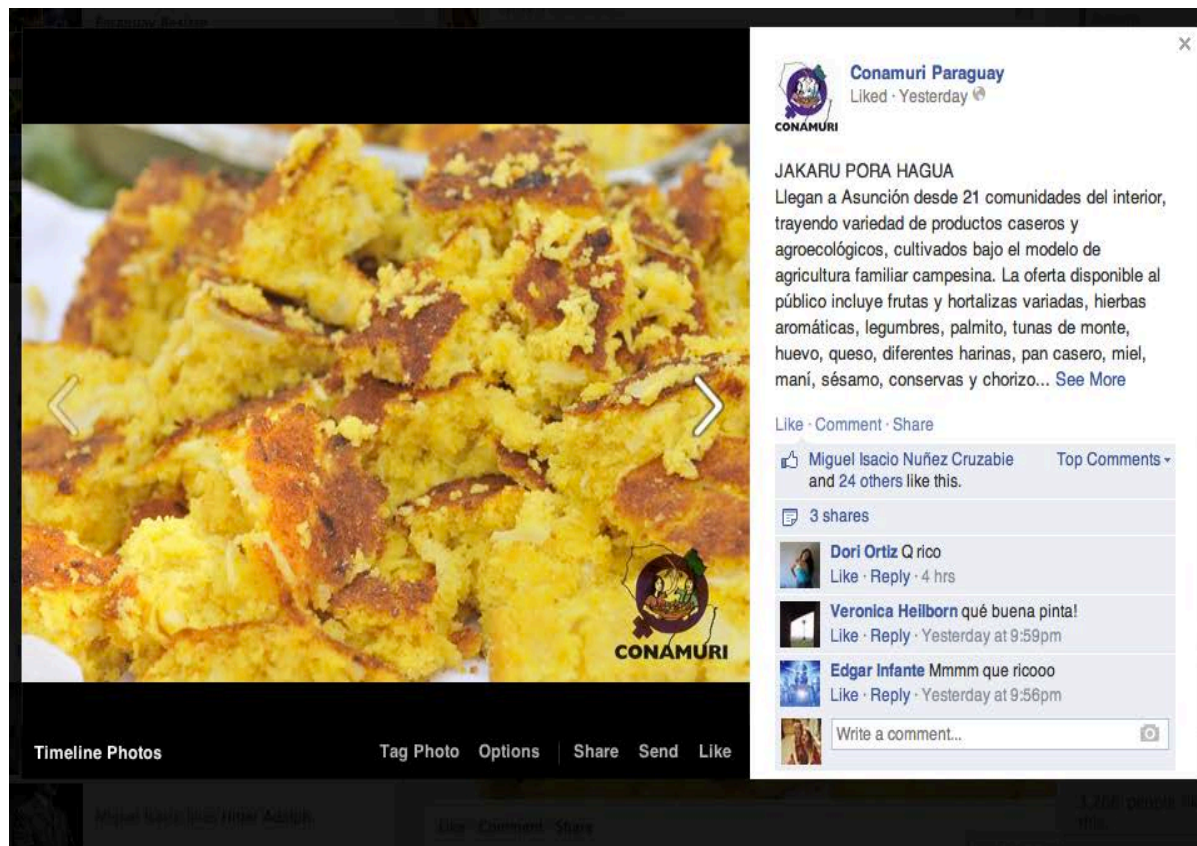 Conamuri Paraguay
Liked · Yesterday
CONAMURI
JAKARU PORA HAGUA
Llegan a Asunción desde 21 comunidades del interior,
trayendo variedad de productos caseros y
agroecológicos, cultivados bajo el modelo de
agricultura familiar campesina. La oferta disponible al
público incluye frutas y hortalizas variadas, hierbas
aromáticas, legumbres, palmito, tunas de monte,
huevo, queso, diferentes harinas, pan casero, miel,
maní, sésamo, conservas y chorizo... See More
Like · Comment · Share
Miguel Isacio Nuñez Cruzabie
and 24 others like this.
Top Comments
3 shares
Dori Ortiz Q rico
Like · Reply · 4 hrs
Veronica Heilborn qué buena pinta!
Like · Reply · Yesterday at 9:59pm
Edgar Infante Mmmm que ricooo
Like · Reply · Yesterday at 9:56pm
Write a comment...
CONAMURI
Timeline Photos
Tag Photo Options Share Send Like
Like Comment Share